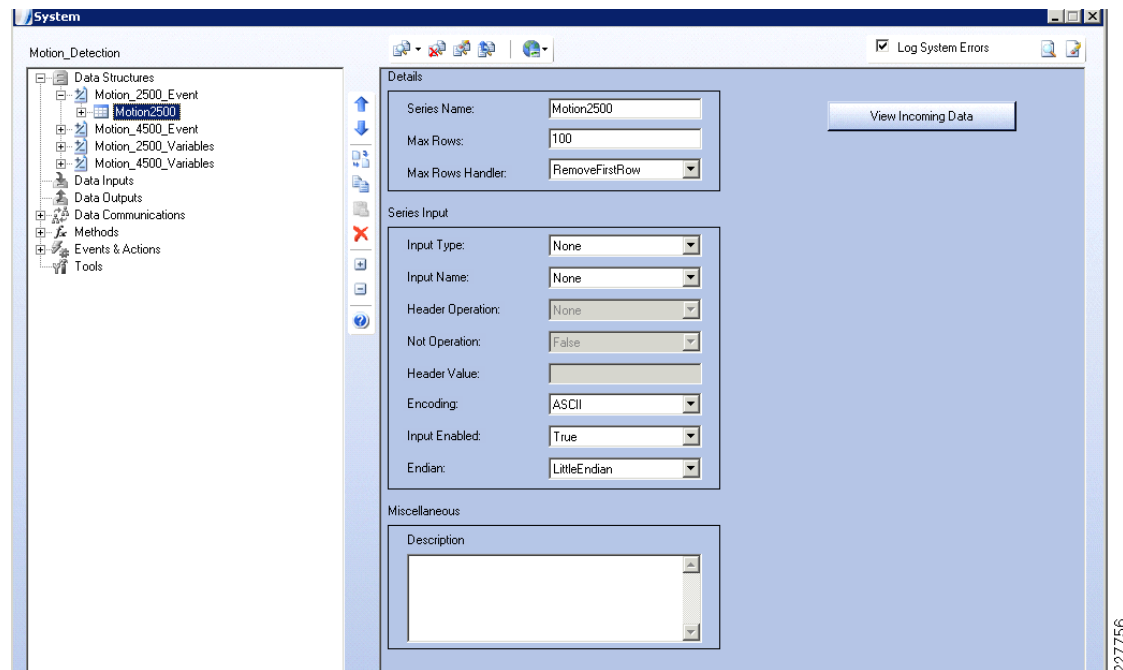 System
Motion_Detection
Log System Errors
Data Structures
Motion_2500_Event
Motion2500
Motion_4500_Event
Motion_2500_Variables
Motion_4500_Variables
Data Inputs
Data Outputs
Data Communications
Methods
Events & Actions
Tools
Details
Series Name: Motion2500
Max Rows: 100
Max Rows Handler: RemoveFirstRow
View Incoming Data
Series Input
Input Type: None
Input Name: None
Header Operation: None
Not Operation: False
Header Value:
Encoding: ASCII
Input Enabled: True
Endian: LittleEndian
Miscellaneous
Description
227756